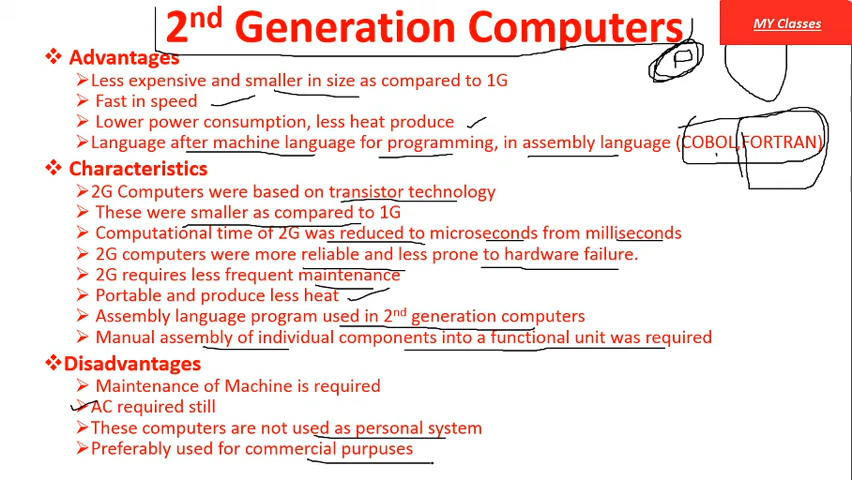 2nd Generation Computers
MY Classes
❖ Advantages
➢Less expensive and smaller in size as compared to 1G
➢ Fast in speed
➢ Lower power consumption, less heat produce
➢Language after machine language for programming, in assembly language (COBOL,FORTRAN)
❖ Characteristics
➢2G Computers were based on transistor technology
➢ These were smaller as compared to 1G
➢ Computational time of 2G was reduced to microseconds from milliseconds
➢ 2G computers were more reliable and less prone to hardware failure.
➢ 2G requires less frequent maintenance
➢ Portable and produce less heat
➢ Assembly language program used in 2nd generation computers
➢ Manual assembly of individual components into a functional unit was required
❖Disadvantages
➢ Maintenance of Machine is required
➢AC required still
➢These computers are not used as personal system
➢Preferably used for commercial purpuses